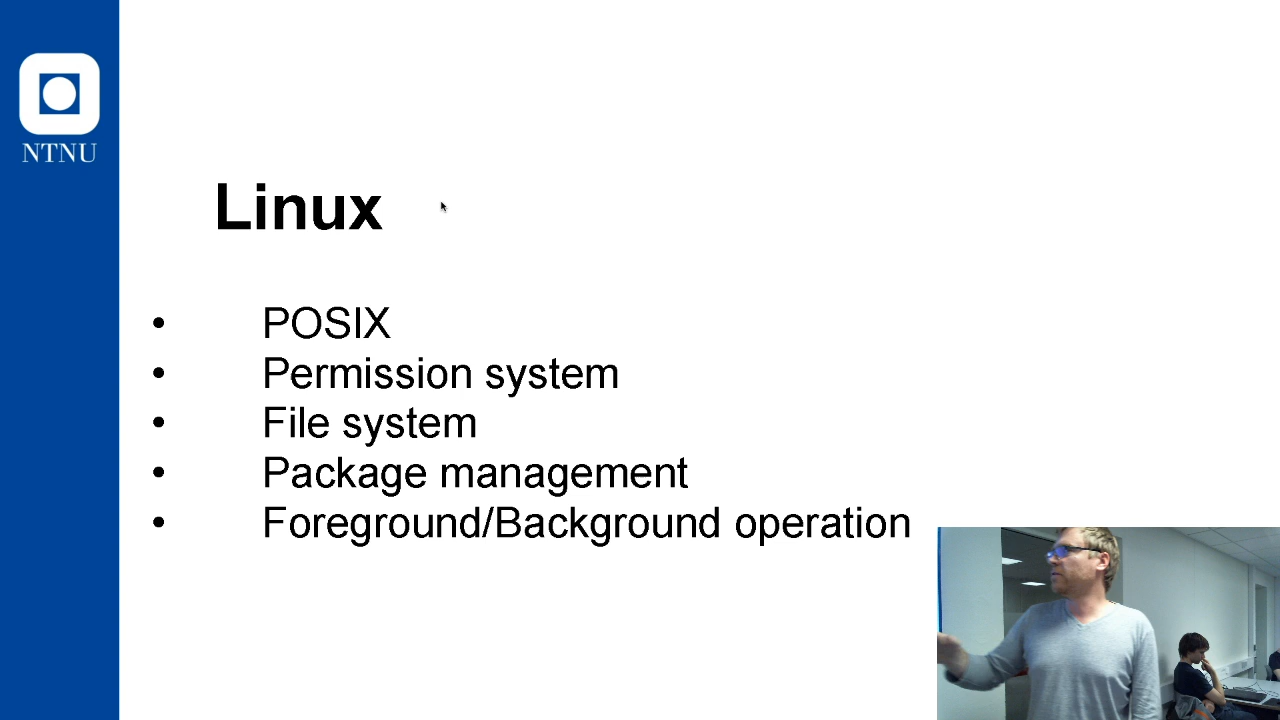 NTNU
Linux
• POSIX
• Permission system
• File system
• Package management
• Foreground/Background operation